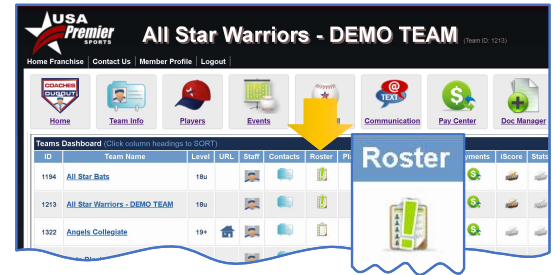 USA
Premier
SPORTS
All Star Warriors - DEMO TEAM (Team ID: 1213)
Home Franchise | Contact Us | Member Profile | Logout
COACHES
DUGOUT
TEXT
Home Team Info Players Events Communication Pay Center Doc Manager
Teams Dashboard (Click column headings to SORT)
ID Team Name Level URL Staff Contacts Roster yments iScore Stats
1194 All Star Bats 18u
1213 All Star Warriors - DEMO TEAM 18u
1322 Angels Collegiate 19+
Roster